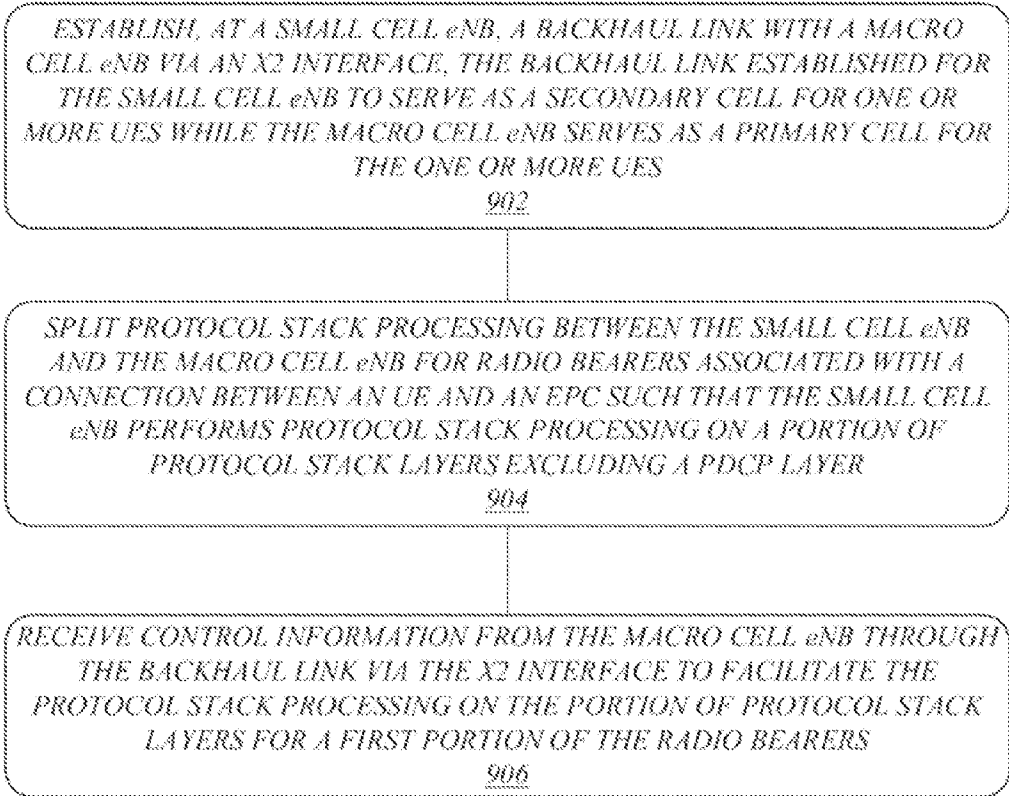 ESTABLISH, AT A SMALL CELL eNB, A BACKHAUL LINK WITH A MACRO
CELL eNB VIA AN X2 INTERFACE, THE BACKHAUL LINK ESTABLISHED FOR
THE SMALL CELL eNB TO SERVE AS A SECONDARY CELL FOR ONE OR
MORE UES WHILE THE MACRO CELL eNB SERVES AS A PRIMARY CELL FOR
THE ONE OR MORE UES
902
SPLIT PROTOCOL STACK PROCESSING BETWEEN THE SMALL CELL eNB
AND THE MACRO CELL eNB FOR RADIO BEARERS ASSOCIATED WITH A
CONNECTION BETWEEN AN UE AND AN EPC SUCH THAT THE SMALL CELL
eNB PERFORMS PROTOCOL STACK PROCESSING ON A PORTION OF
PROTOCOL STACK LAYERS EXCLUDING A PDCP LAYER
904
RECEIVE CONTROL INFORMATION FROM THE MACRO CELL eNB THROUGH
THE BACKHAUL LINK VIA THE X2 INTERFACE TO FACILITATE THE
PROTOCOL STACK PROCESSING ON THE PORTION OF PROTOCOL STACK
LAYERS FOR A FIRST PORTION OF THE RADIO BEARERS
906